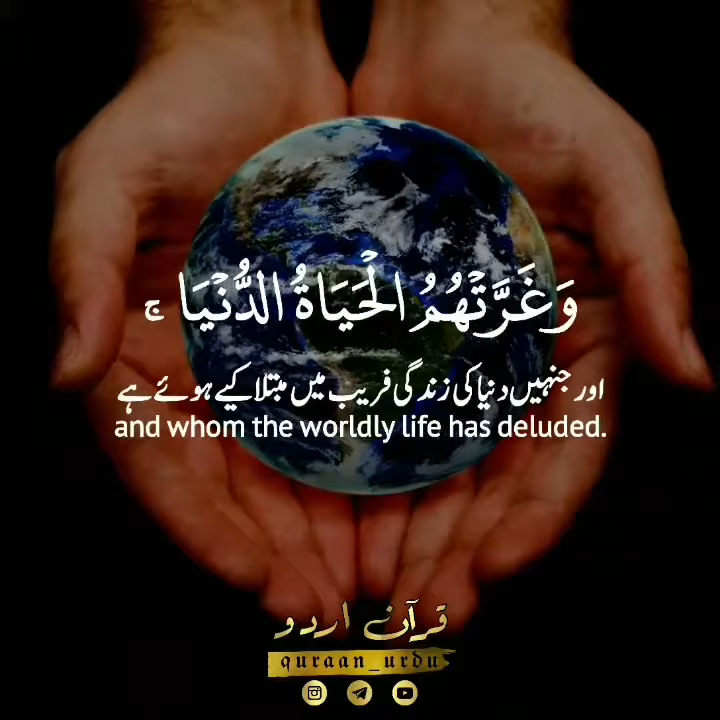 وَغَرَّتْهُمُ الْحَيَاةُ الدُّنْيَا ۚ
اور جنہیں دنیا کی زندگی فریب میں مبتلا کیے ہوئے ہے
and whom the worldly life has deluded.
قرآن اردو
quraan_urdu